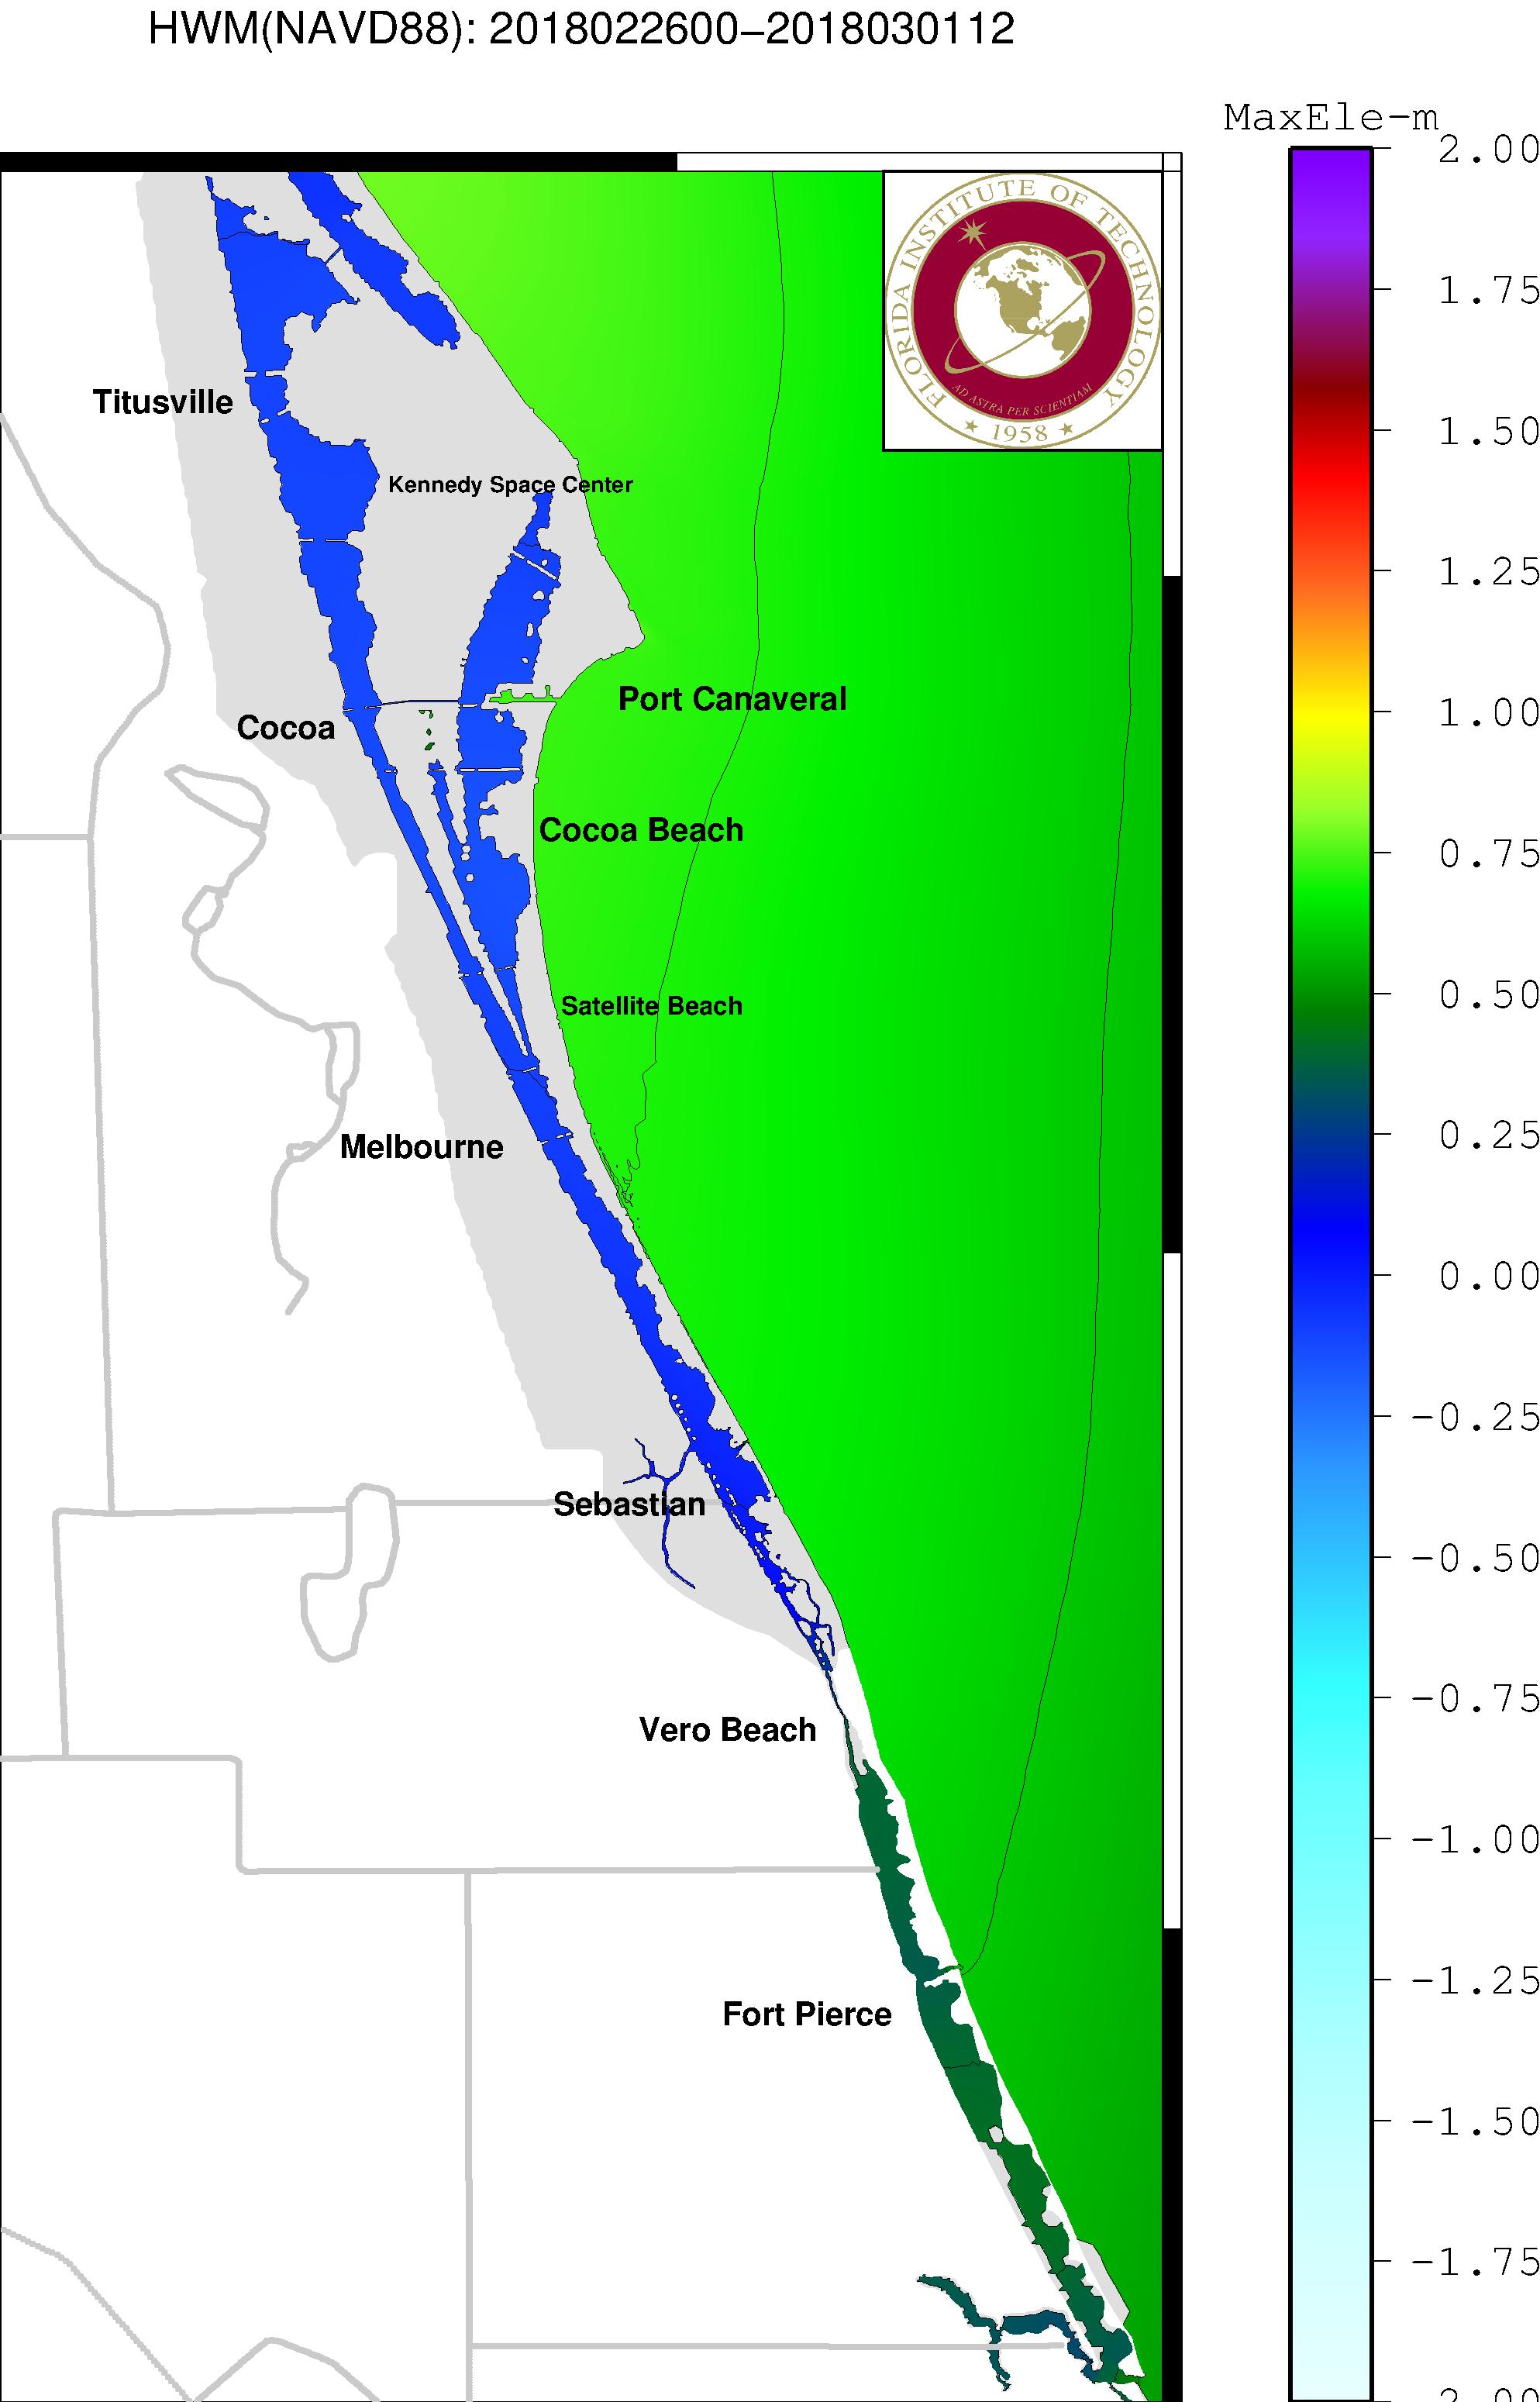 HWM(NAVD88): 2018022600−2018030112
MaxEle-m
2.00
1.75
1.50
1.25
1.00
0.75
0.50
0.25
0.00
-0.25
-0.50
-0.75
-1.00
-1.25
-1.50
-1.75
2.00
FLORIDA INSTITUTE OF TECHNOLOGY
AD ASTRA PER SCIENTIAM
1958
Titusville
Kennedy Space Center
Port Canaveral
Cocoa
Cocoa Beach
Satellite Beach
Melbourne
Sebastian
Vero Beach
Fort Pierce